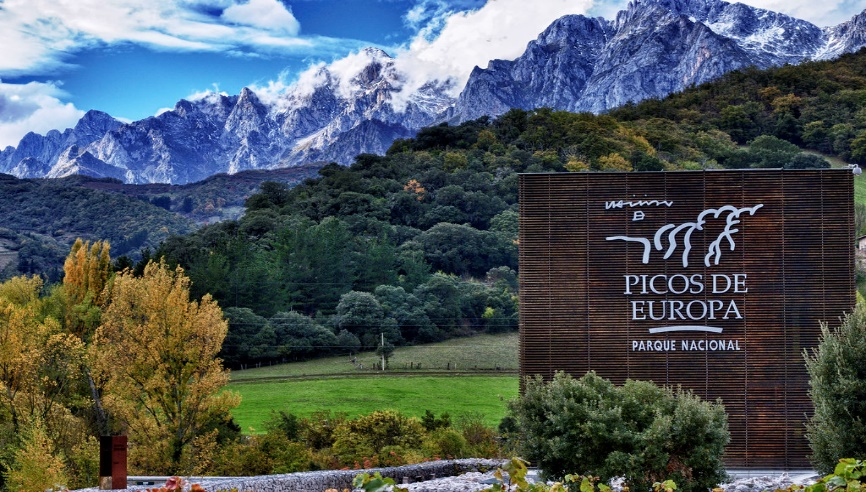 PICOS DE
EUROPA
PARQUE NACIONAL